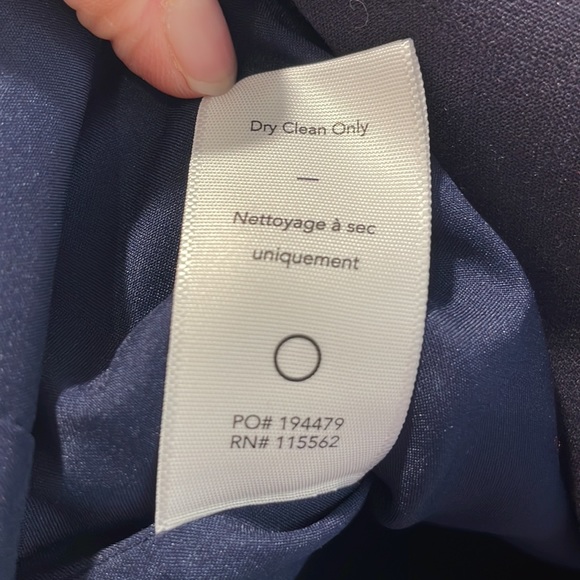 Dry Clean Only
—
Nettoyage à sec
uniquement
PO# 194479
RN# 115562